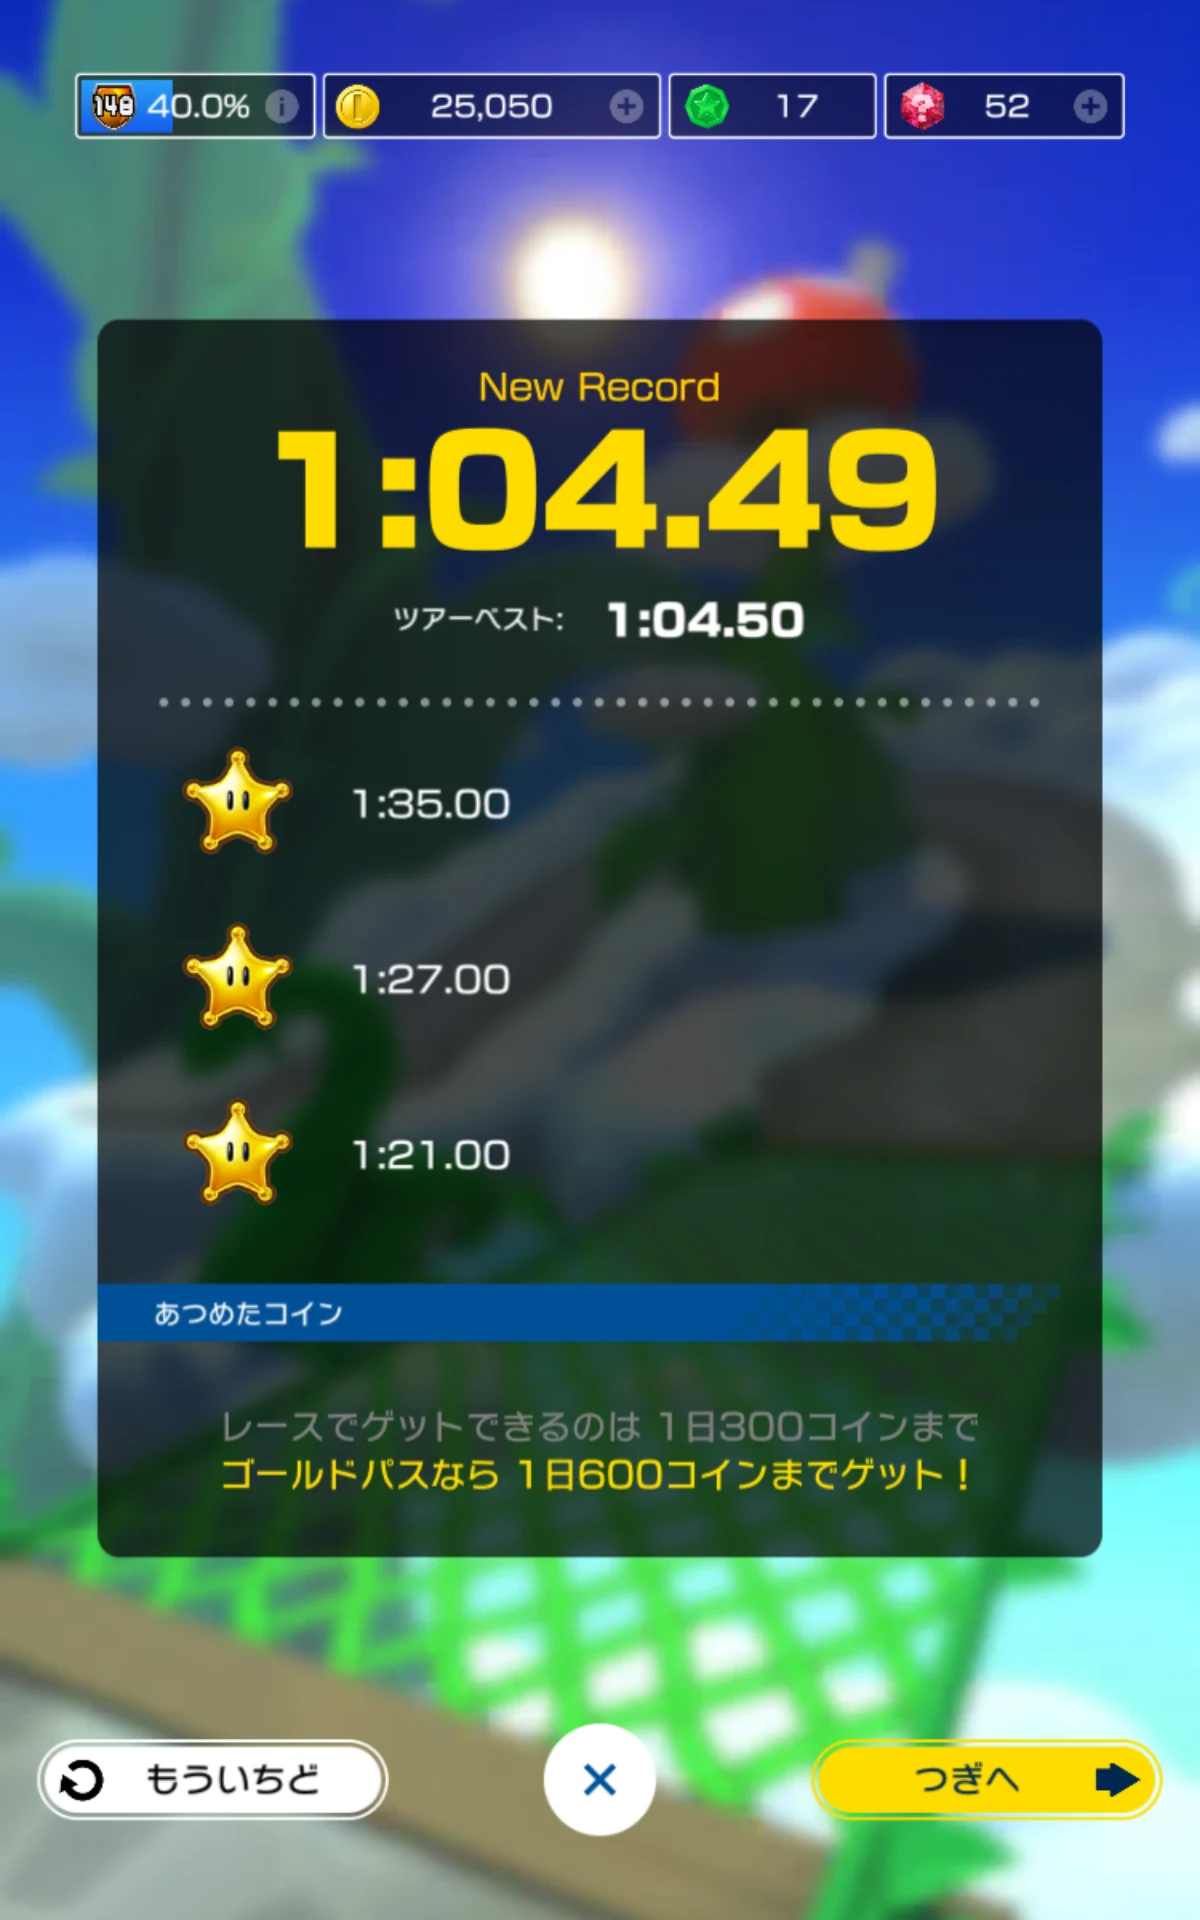 148 40.0% i 25,050 + 17 52 +
New Record
1:04.49
ツアーベスト: 1:04.50
1:35.00
1:27.00
1:21.00
あつめたコイン
レースでゲットできるのは 1日300コインまで
ゴールドパスなら 1日600コインまでゲット！
もういちど × つぎへ